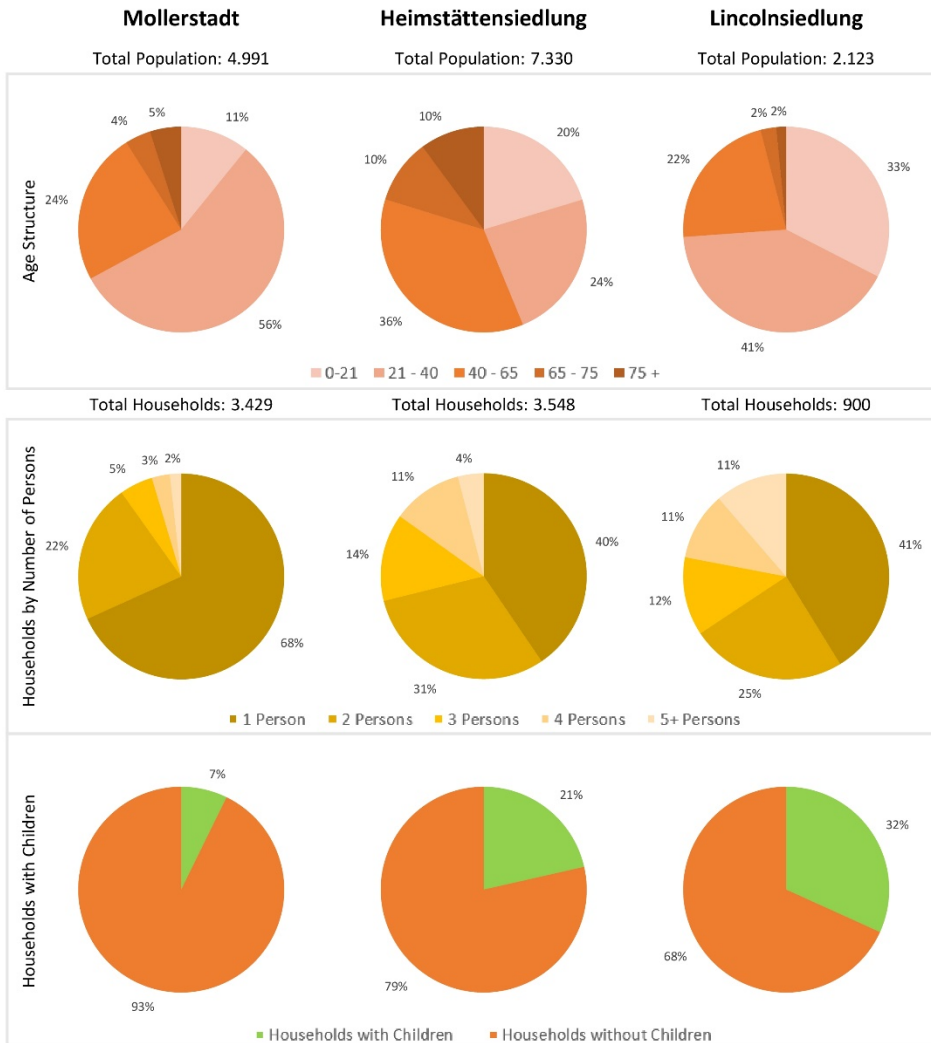 Mollerstadt
Heimstättensiedlung
Lincolnsiedlung
Total Population: 4.991
Total Population: 7.330
Total Population: 2.123
Age Structure
5%
11%
4%
24%
56%
10%
20%
10%
36%
24%
2%
2%
22%
33%
41%
0-21
21 - 40
40 - 65
65 - 75
75 +
Total Households: 3.429
Total Households: 3.548
Total Households: 900
Households by Number of Persons
3%
2%
5%
22%
68%
4%
11%
14%
40%
31%
11%
11%
12%
41%
25%
1 Person
2 Persons
3 Persons
4 Persons
5+ Persons
Households with Children
7%
93%
21%
79%
32%
68%
Households with Children
Households without Children